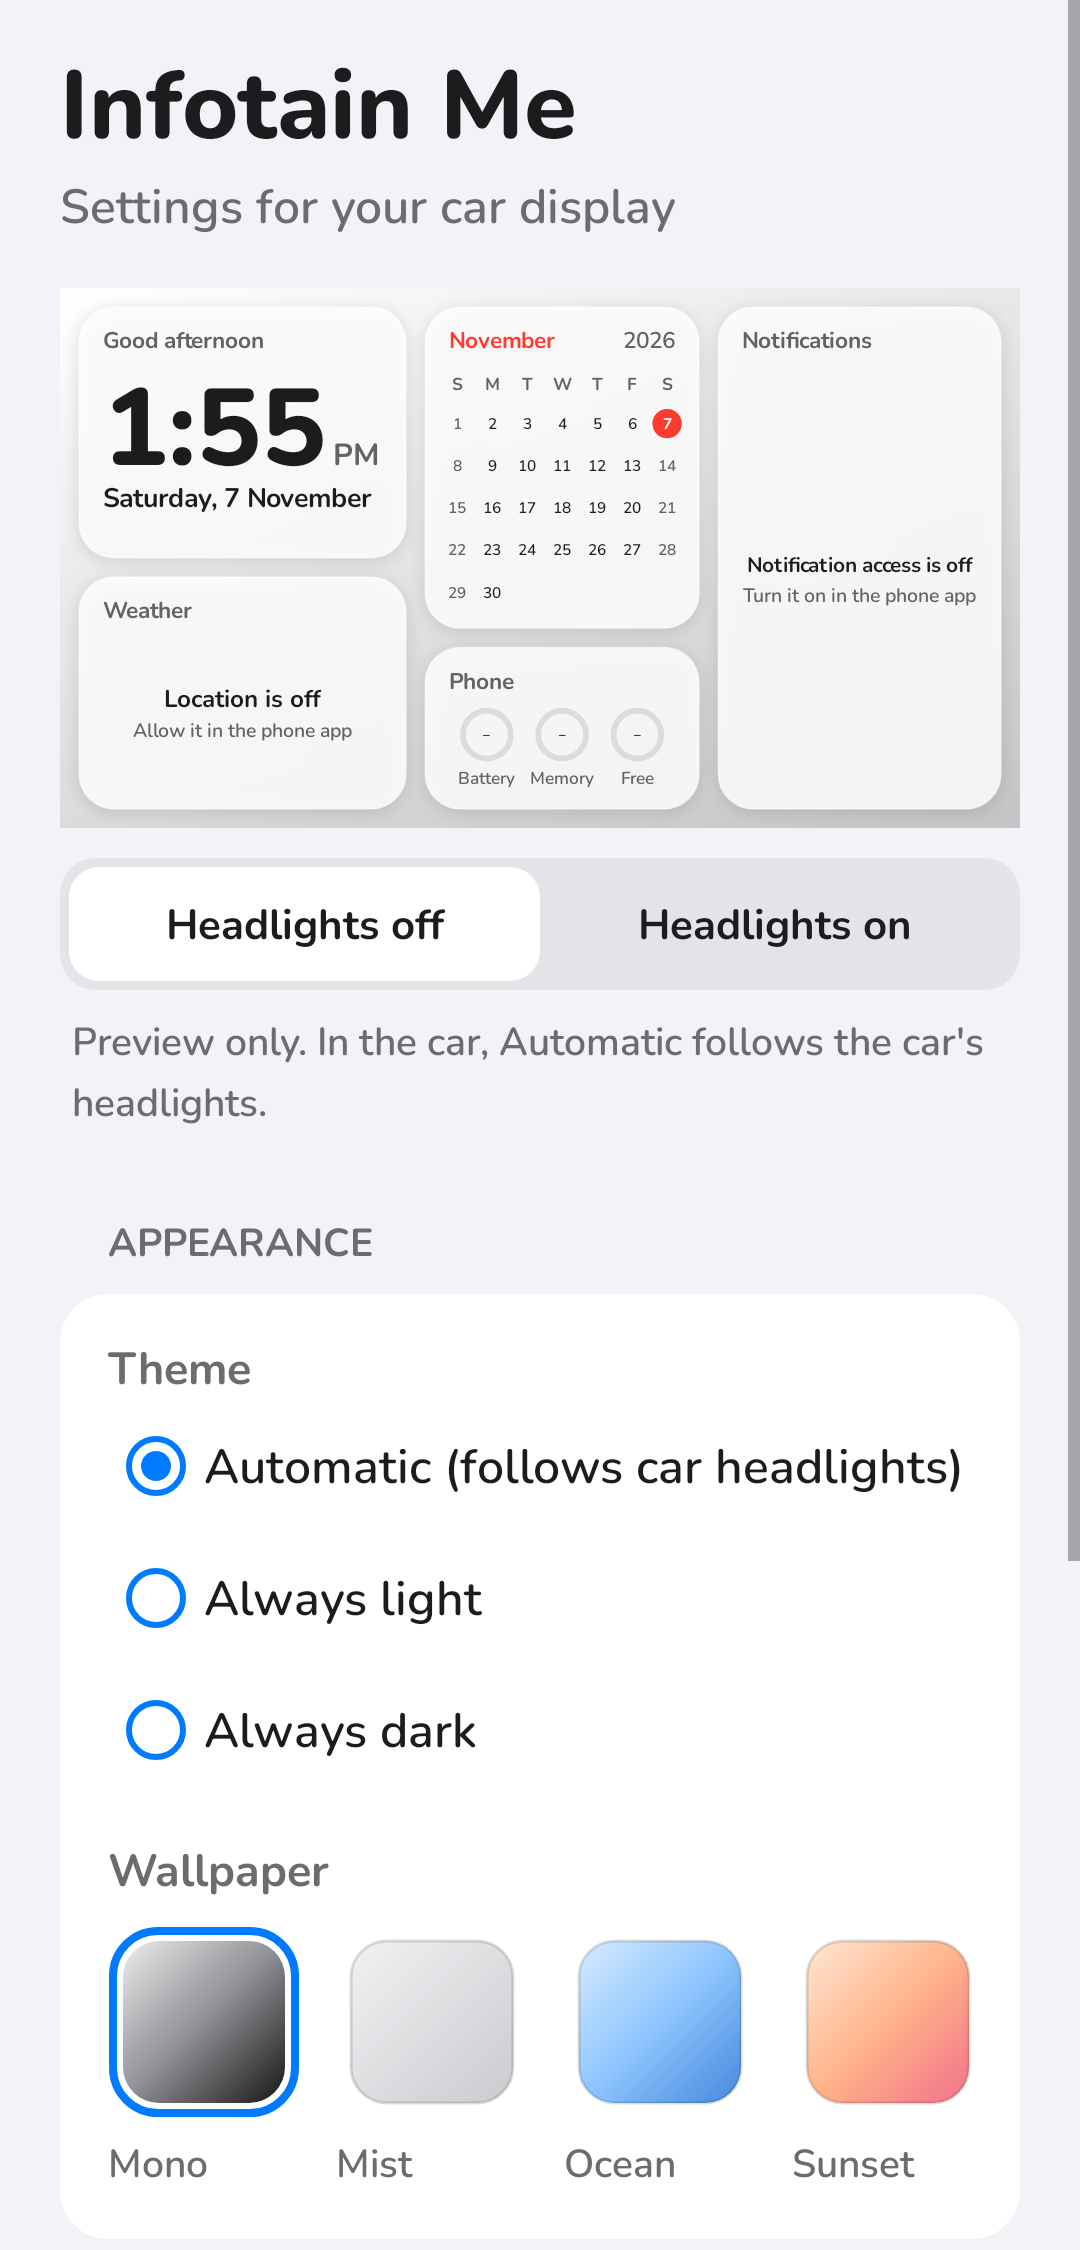 Infotain Me
Settings for your car display
Good afternoon
1:55 PM
Saturday, 7 November
Weather
Location is off
Allow it in the phone app
November 2026
S M T W T F S
1 2 3 4 5 6 7
8 9 10 11 12 13 14
15 16 17 18 19 20 21
22 23 24 25 26 27 28
29 30
Phone
- - -
Battery Memory Free
Notifications
Notification access is off
Turn it on in the phone app
Headlights off Headlights on
Preview only. In the car, Automatic follows the car's
headlights.
APPEARANCE
Theme
Automatic (follows car headlights)
Always light
Always dark
Wallpaper
Mono Mist Ocean Sunset